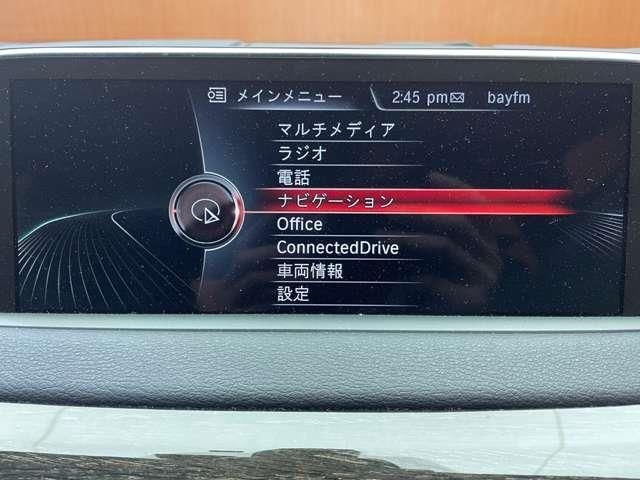 メインメニュー 2:45 pm bayfm
マルチメディア
ラジオ
電話
ナビゲーション
Office
ConnectedDrive
車両情報
設定